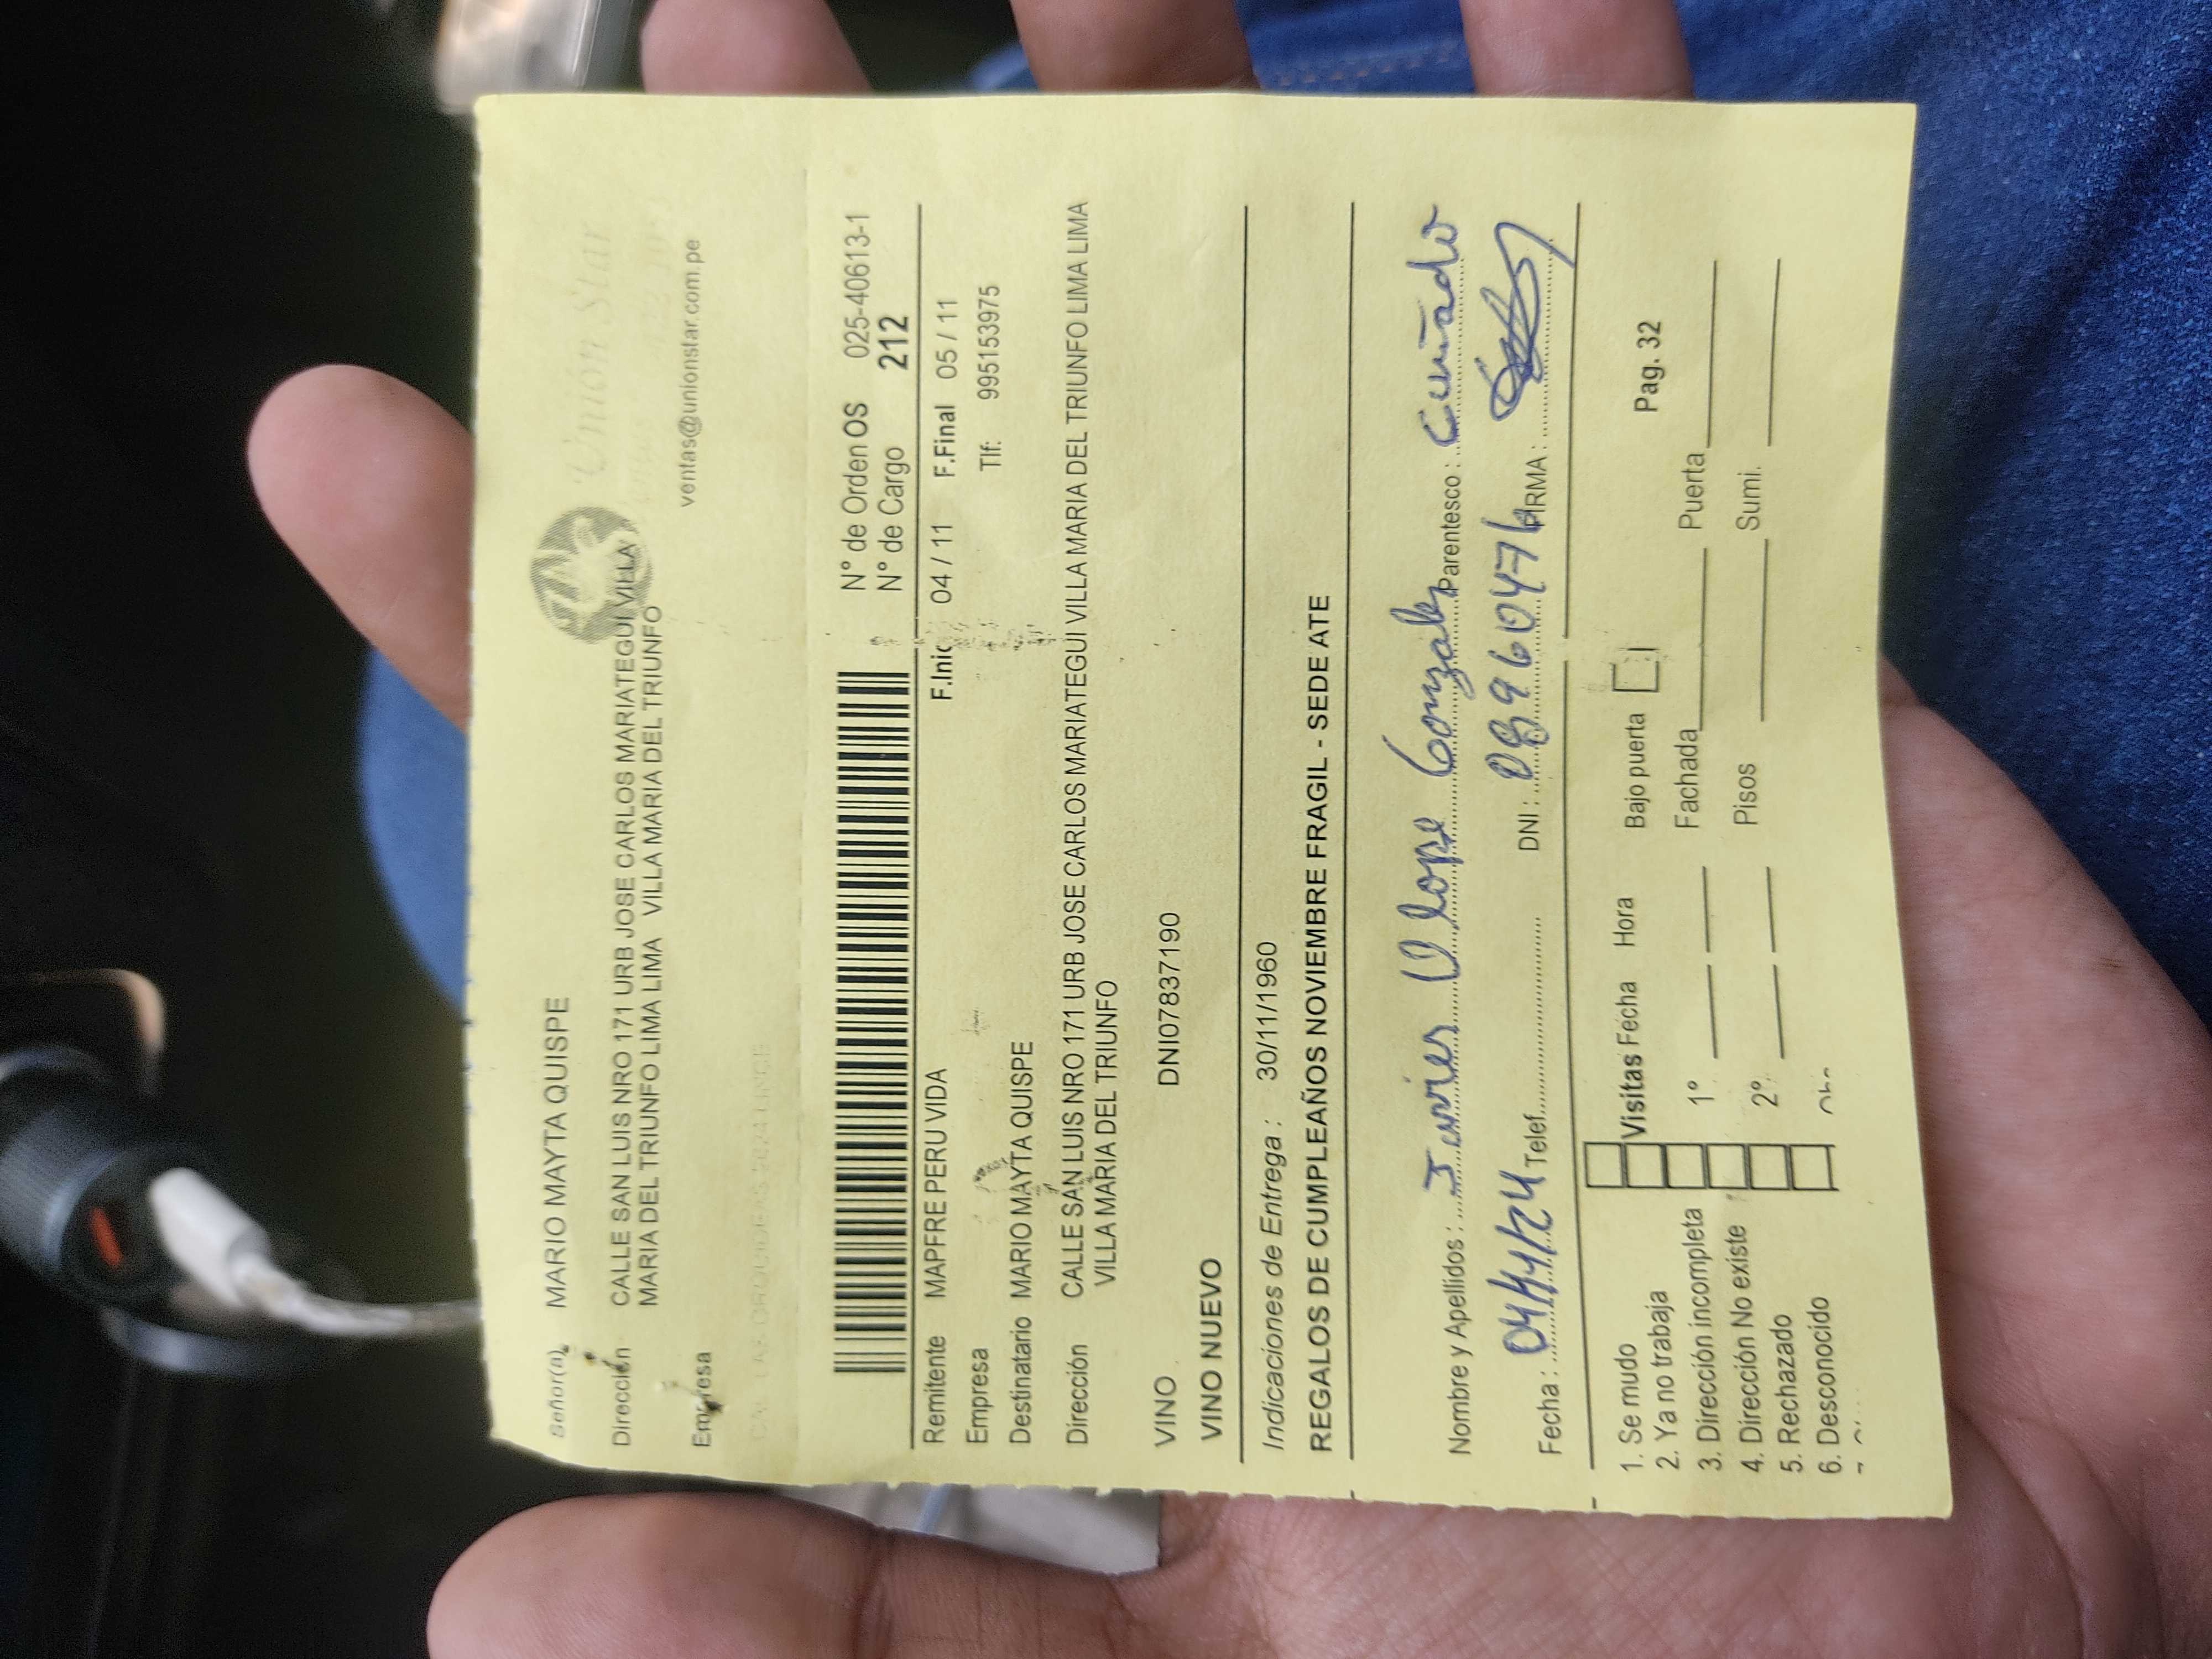 Unión Star
ventas@unionstar.com.pe
Señor(a), MARIO MAYTA QUISPE
Dirección CALLE SAN LUIS NRO 171 URB JOSE CARLOS MARIATEGUI VILLA
MARIA DEL TRIUNFO LIMA LIMA VILLA MARIA DEL TRIUNFO
Empresa
N° de Orden OS 025-40613-1
N° de Cargo 212
Remitente MAPFRE PERU VIDA F.Inic 04 / 11 F.Final 05 / 11
Empresa Tlf: 995153975
Destinatario MARIO MAYTA QUISPE
Dirección CALLE SAN LUIS NRO 171 URB JOSE CARLOS MARIATEGUI VILLA MARIA DEL TRIUNFO LIMA LIMA
VILLA MARIA DEL TRIUNFO
VINO DNI07837190
VINO NUEVO
Indicaciones de Entrega : 30/11/1960
REGALOS DE CUMPLEAÑOS NOVIEMBRE FRAGIL - SEDE ATE
Nombre y Apellidos : Javier Gonzales Parentesco : Cuñado
Fecha : 04/11/24 Telef. DNI : 08960476 FIRMA :
1. Se mudo
2. Ya no trabaja Visitas Fecha Hora Bajo puerta Pag. 32
3. Dirección incompleta 1° Fachada Puerta
4. Dirección No existe
5. Rechazado 2° Pisos Sumi.
6. Desconocido